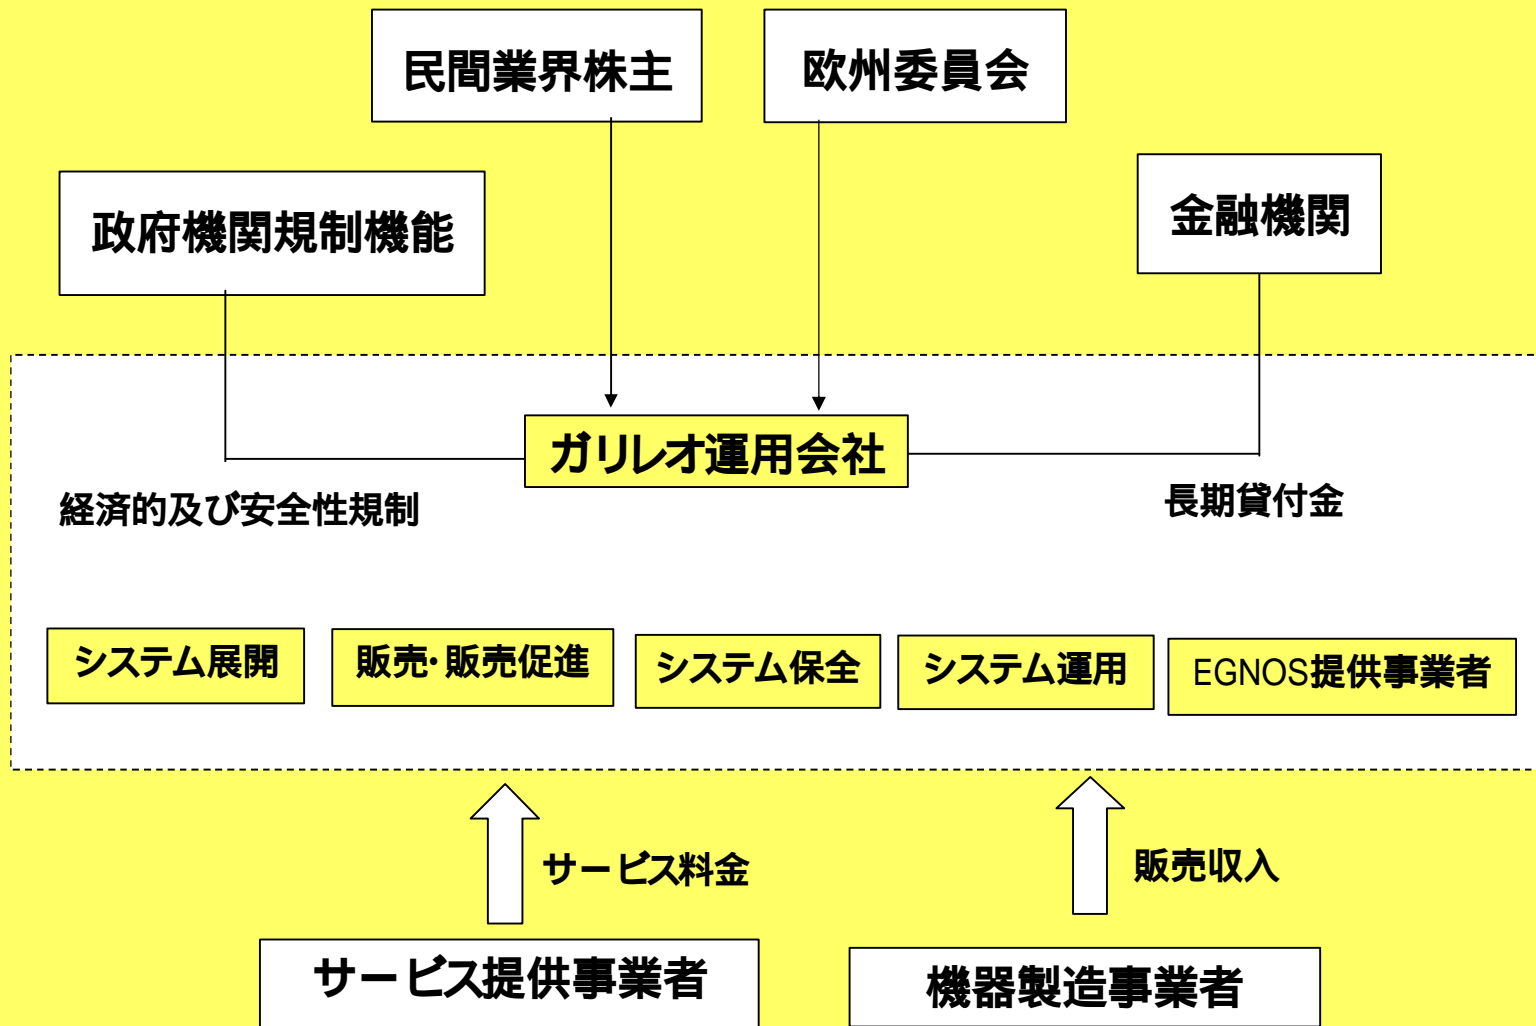 民間業界株主
欧州委員会
政府機関規制機能
金融機関
ガリレオ運用会社
経済的及び安全性規制
長期貸付金
システム展開
販売・販売促進
システム保全
システム運用
EGNOS提供事業者
サービス料金
販売収入
サービス提供事業者
機器製造事業者